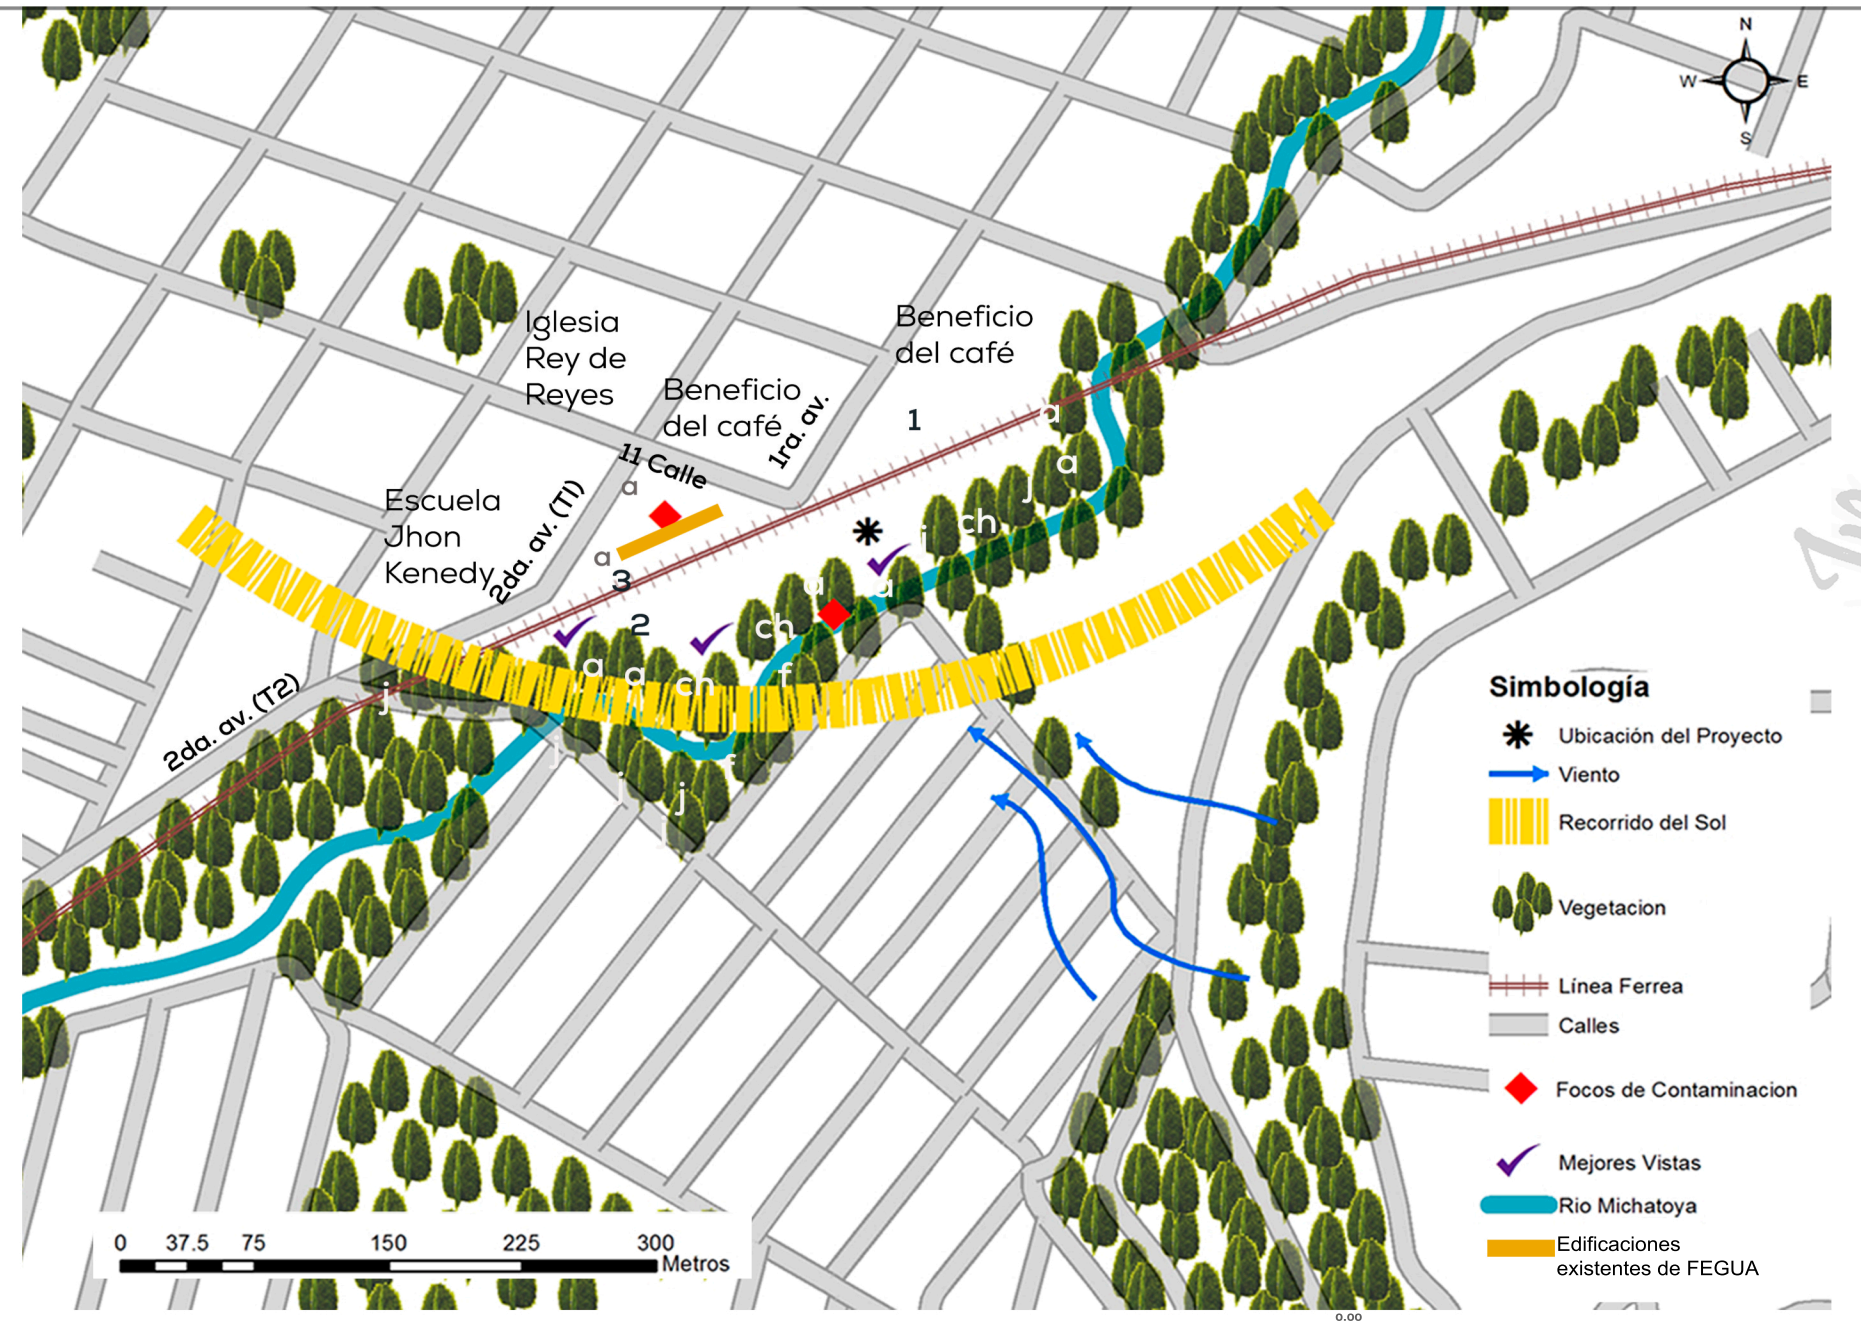 N
W E
S
Iglesia
Rey de
Reyes
Beneficio
del café
Beneficio
del café
1ra. av.
1
11 Calle
a
a
Escuela
Jhon
Kenedy
2da. av. (T1)
3
2
2da. av. (T2)
a
a
j
ch
j
a
a
ch
f
a
a
ch
j
j
f
j
j
j
Simbología
Ubicación del Proyecto
Viento
Recorrido del Sol
Vegetacion
Línea Ferrea
Calles
Focos de Contaminacion
Mejores Vistas
Rio Michatoya
Edificaciones
existentes de FEGUA
0 37.5 75 150 225 300
Metros
0.00